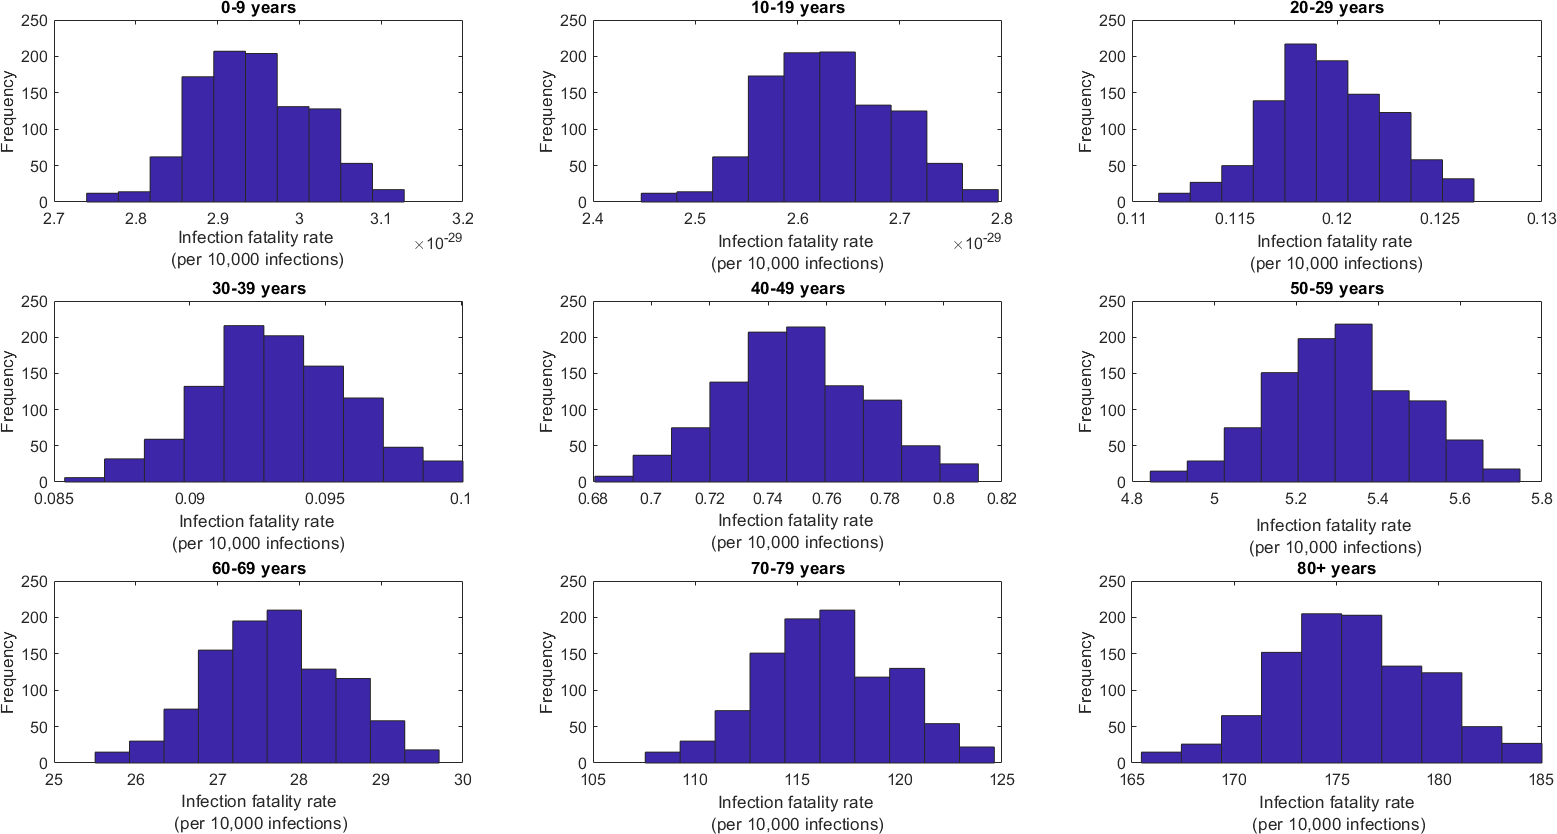 0-9 years
250
200
150
100
50
0
Frequency
2.7 2.8 2.9 3 3.1 3.2
×10-29
Infection fatality rate
(per 10,000 infections)
10-19 years
250
200
150
100
50
0
Frequency
2.4 2.5 2.6 2.7 2.8
×10-29
Infection fatality rate
(per 10,000 infections)
20-29 years
250
200
150
100
50
0
Frequency
0.11 0.115 0.12 0.125 0.13
Infection fatality rate
(per 10,000 infections)
30-39 years
250
200
150
100
50
0
Frequency
0.085 0.09 0.095 0.1
Infection fatality rate
(per 10,000 infections)
40-49 years
250
200
150
100
50
0
Frequency
0.68 0.7 0.72 0.74 0.76 0.78 0.8 0.82
Infection fatality rate
(per 10,000 infections)
50-59 years
250
200
150
100
50
0
Frequency
4.8 5 5.2 5.4 5.6 5.8
Infection fatality rate
(per 10,000 infections)
60-69 years
250
200
150
100
50
0
Frequency
25 26 27 28 29 30
Infection fatality rate
(per 10,000 infections)
70-79 years
250
200
150
100
50
0
Frequency
105 110 115 120 125
Infection fatality rate
(per 10,000 infections)
80+ years
250
200
150
100
50
0
Frequency
165 170 175 180 185
Infection fatality rate
(per 10,000 infections)